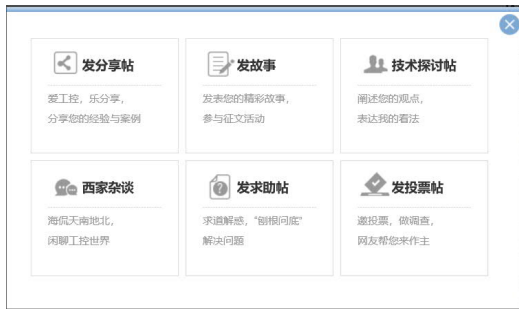 发分享帖
爱工控，乐分享，
分享您的经验与案例
发故事
发表您的精彩故事，
参与征文活动
技术探讨帖
阐述您的观点，
表达我的看法
西家杂谈
海侃天南地北，
闲聊工控世界
发求助帖
求道解惑，"刨根问底"
解决问题
发投票帖
邀投票，做调查，
网友帮您来作主